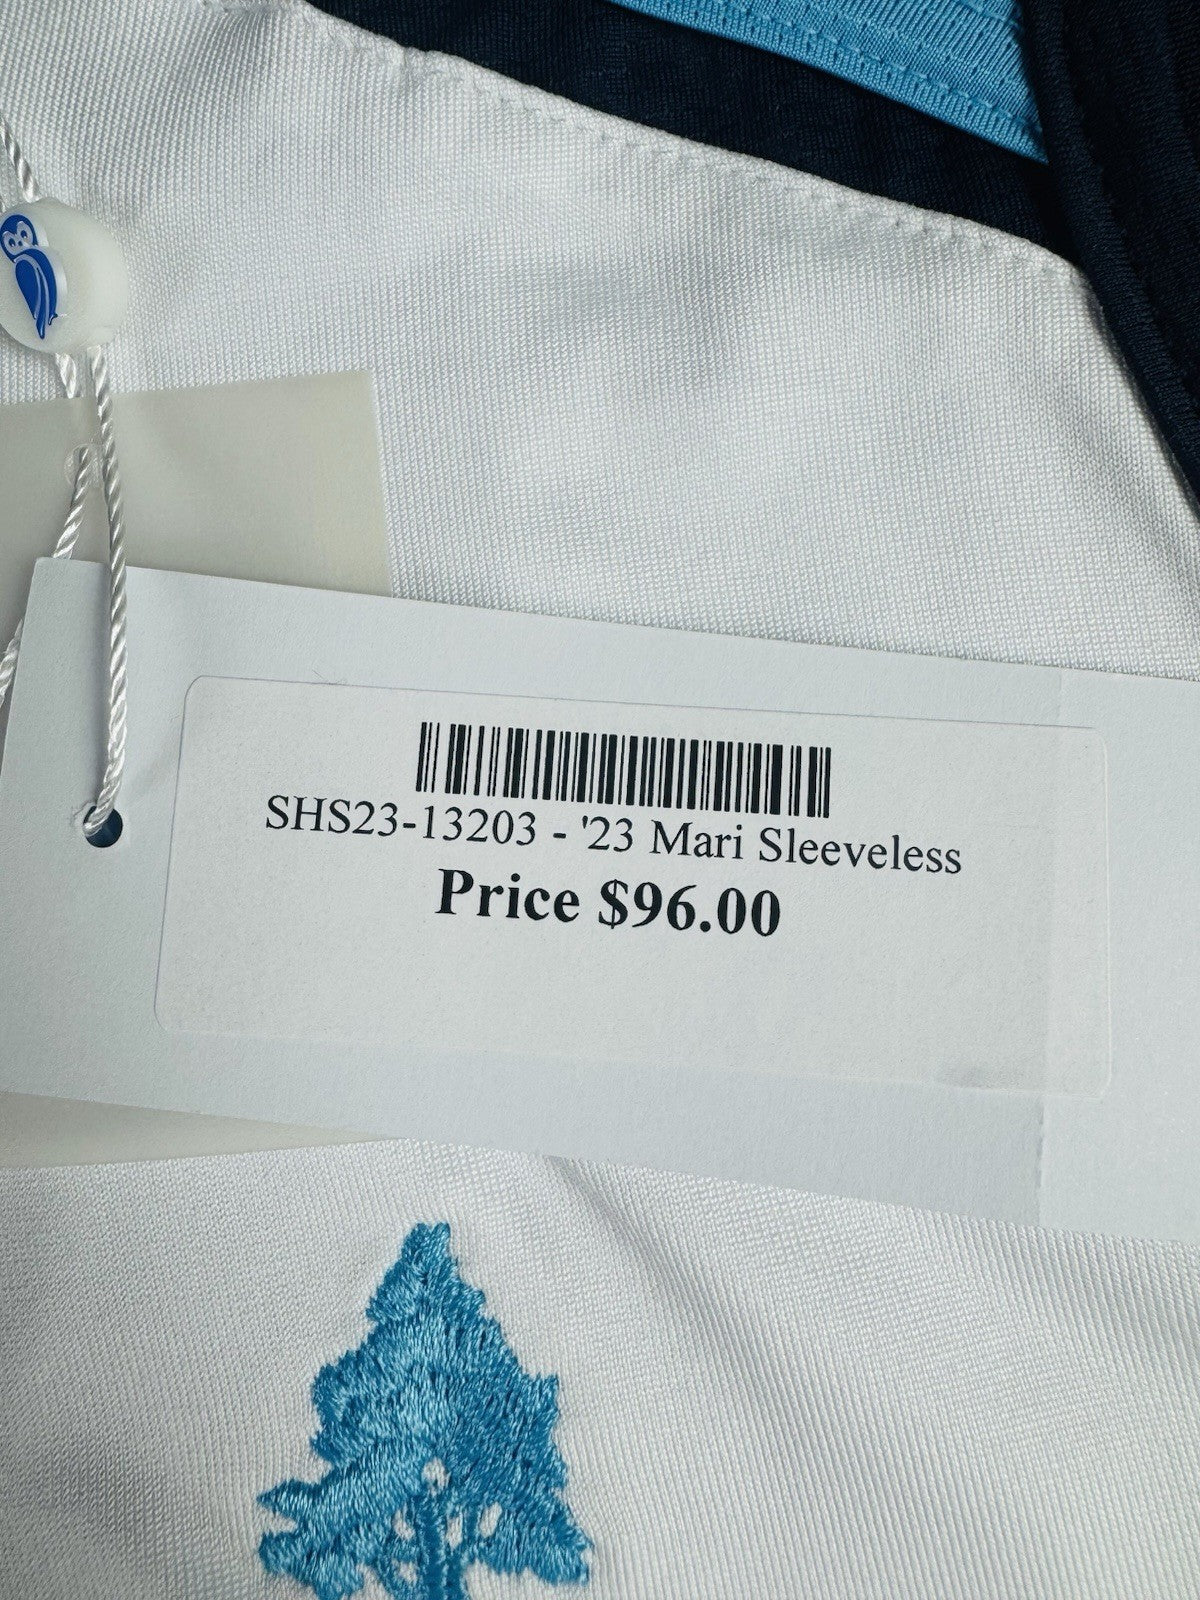 SHS23-13203 - '23 Mari Sleeveless
Price $96.00